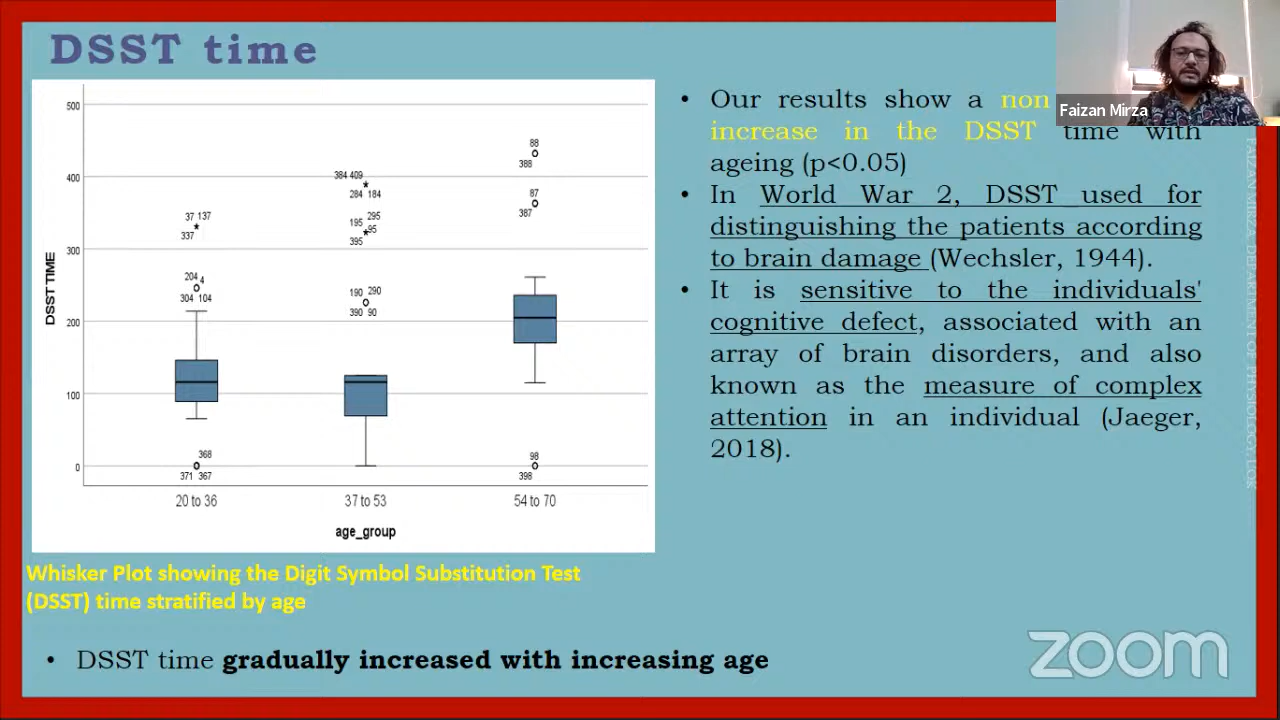 DSST time
Faizan Mirza
500
400
300
200
100
0
DSST TIME
37 137
337
204 4
304 104
368
371 367
384 409
284 184
295
195 95
395
190 290
390 90
88
388
87
387
98
398
20 to 36
37 to 53
54 to 70
age_group
Whisker Plot showing the Digit Symbol Substitution Test
(DSST) time stratified by age
• Our results show a non
increase in the DSST time with
ageing (p<0.05)
• In World War 2, DSST used for
distinguishing the patients according
to brain damage (Wechsler, 1944).
• It is sensitive to the individuals'
cognitive defect, associated with an
array of brain disorders, and also
known as the measure of complex
attention in an individual (Jaeger,
2018).
• DSST time gradually increased with increasing age
FAIZAN MIRZA, DEPARTMENT OF PHYSIOLOGY, UOK
zoom